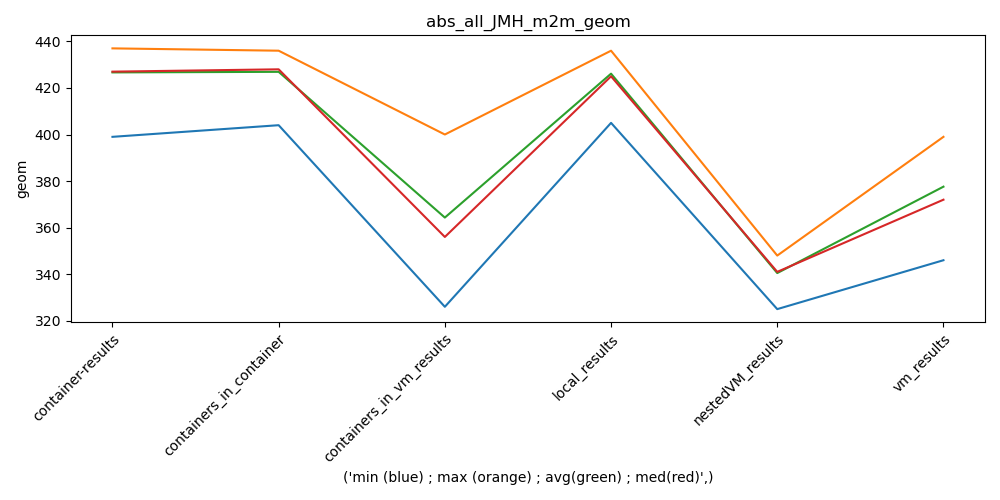 abs_all_JMH_m2m_geom
440
420
400
380
360
340
320
geom
container-results
containers_in_container
containers_in_vm_results
local_results
nestedVM_results
vm_results
('min (blue) ; max (orange) ; avg(green) ; med(red)',)